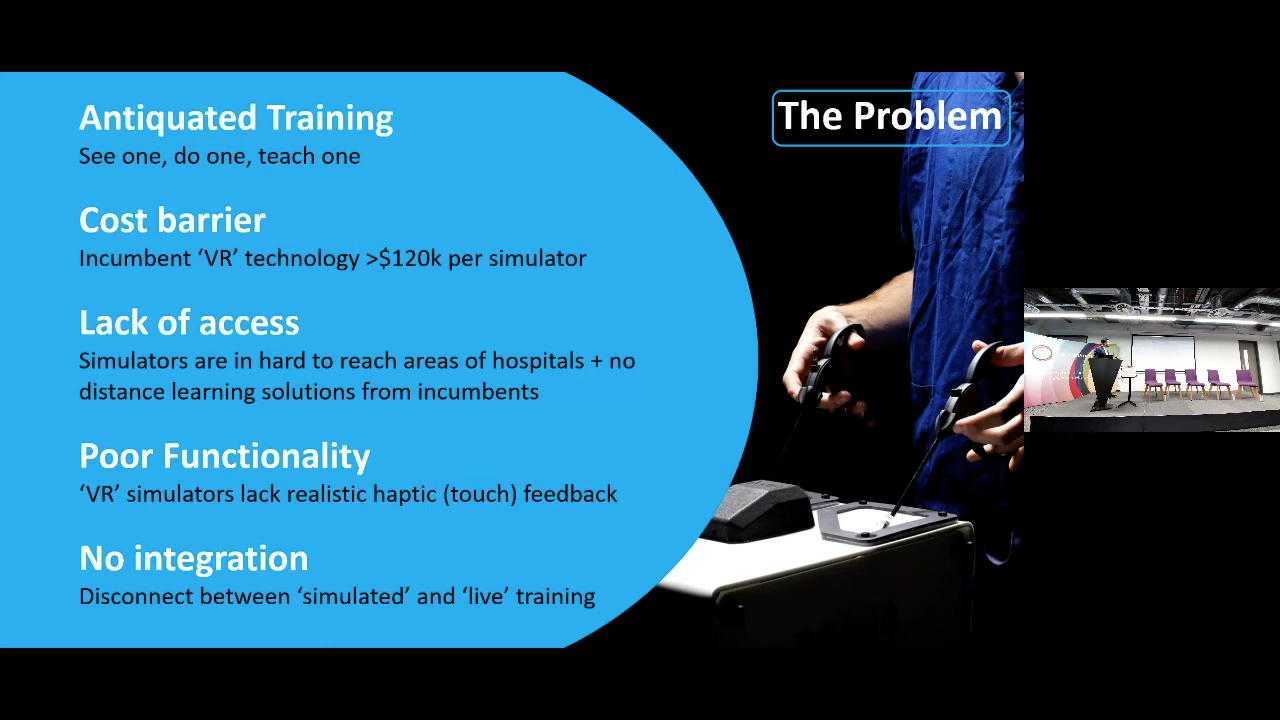 The Problem
Antiquated Training
See one, do one, teach one
Cost barrier
Incumbent ‘VR’ technology >$120k per simulator
Lack of access
Simulators are in hard to reach areas of hospitals + no
distance learning solutions from incumbents
Poor Functionality
‘VR’ simulators lack realistic haptic (touch) feedback
No integration
Disconnect between ‘simulated’ and ‘live’ training